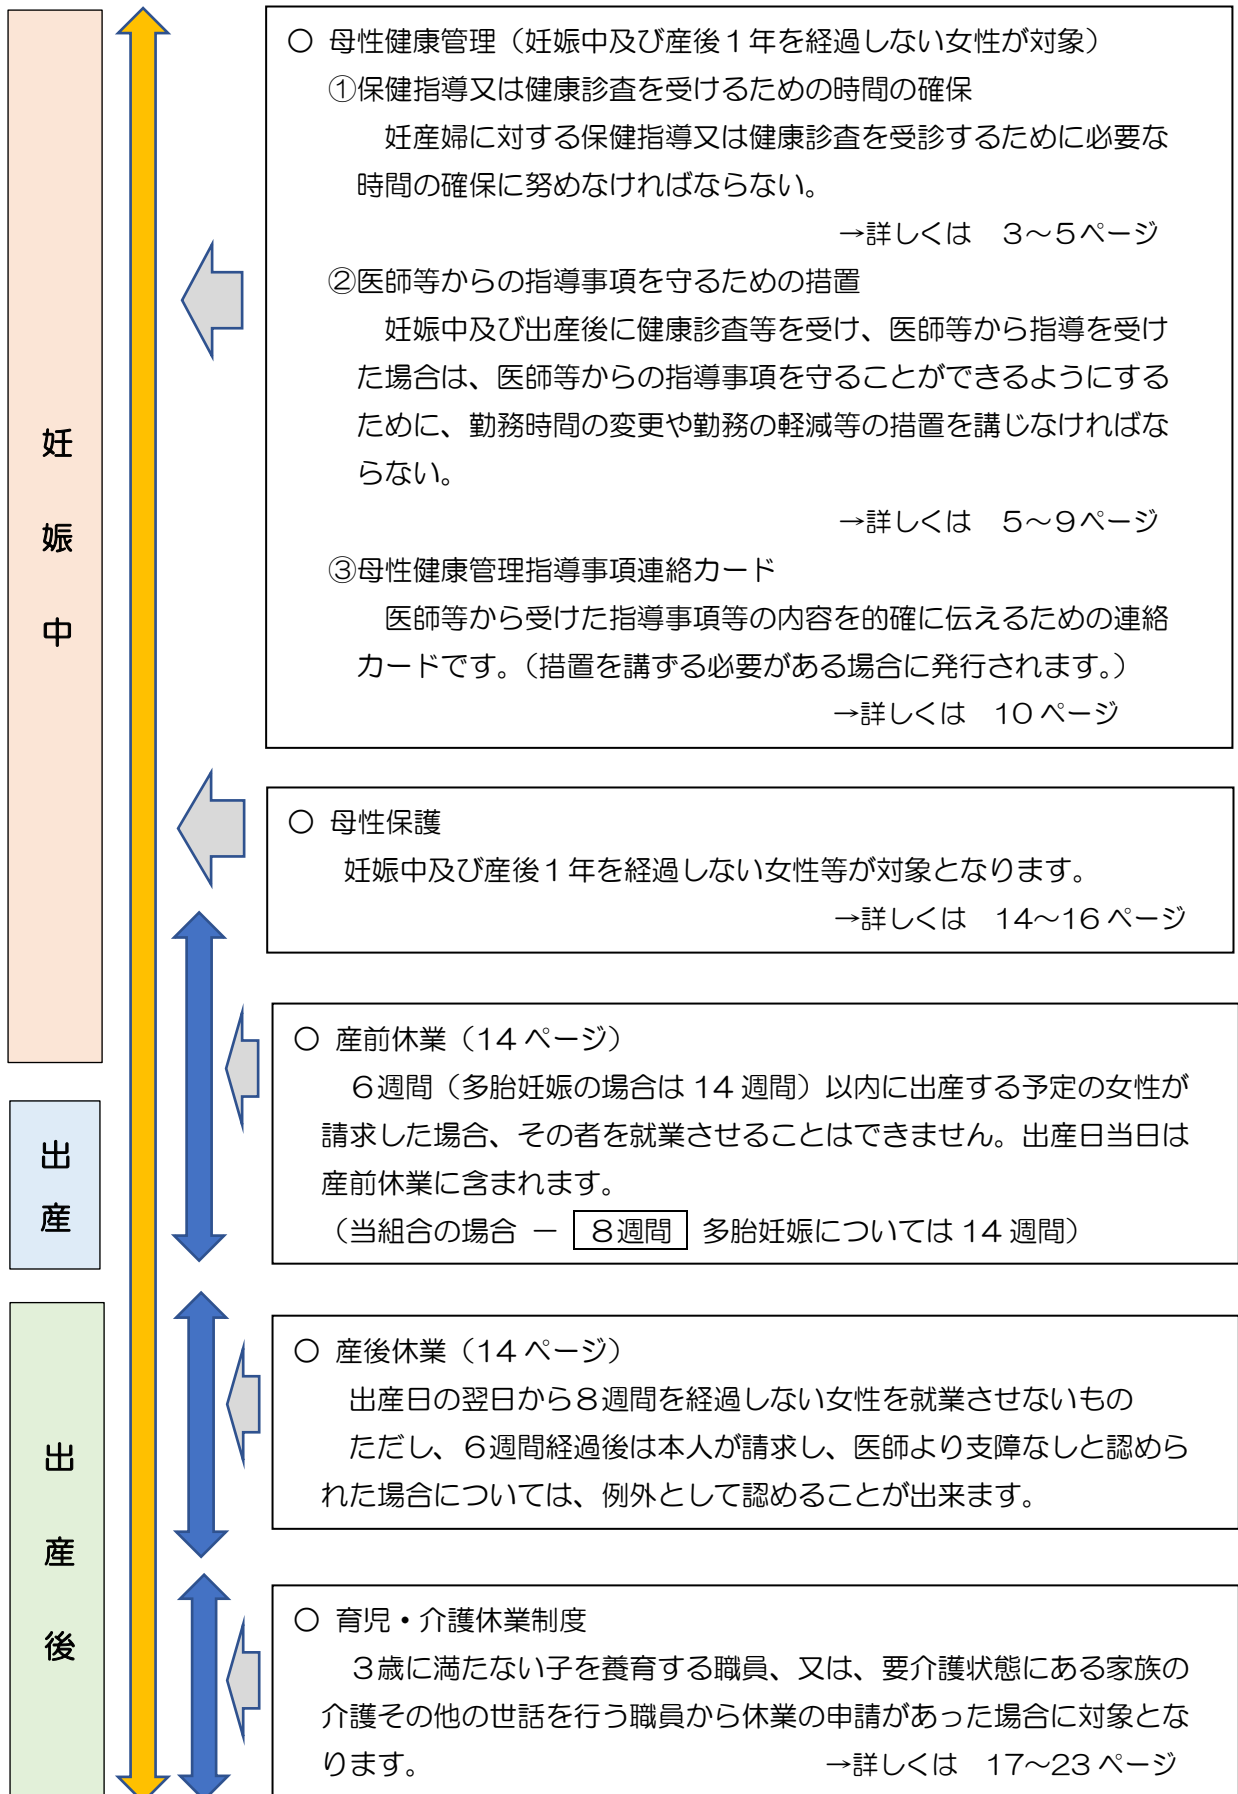 妊娠中
出産
出産後
〇 母性健康管理（妊娠中及び産後１年を経過しない女性が対象）
①保健指導又は健康診査を受けるための時間の確保
妊産婦に対する保健指導又は健康診査を受診するために必要な
時間の確保に努めなければならない。
→詳しくは　３～５ページ
②医師等からの指導事項を守るための措置
妊娠中及び出産後に健康診査等を受け、医師等から指導を受け
た場合は、医師等からの指導事項を守ることができるようにする
ために、勤務時間の変更や勤務の軽減等の措置を講じなければな
らない。
→詳しくは　５～９ページ
③母性健康管理指導事項連絡カード
医師等から受けた指導事項等の内容を的確に伝えるための連絡
カードです。（措置を講ずる必要がある場合に発行されます。）
→詳しくは　10 ページ
〇 母性保護
妊娠中及び産後１年を経過しない女性等が対象となります。
→詳しくは　14～16 ページ
〇 産前休業（14 ページ）
６週間（多胎妊娠の場合は 14 週間）以内に出産する予定の女性が
請求した場合、その者を就業させることはできません。出産日当日は
産前休業に含まれます。
（当組合の場合 － ８週間 多胎妊娠については 14 週間）
〇 産後休業（14 ページ）
出産日の翌日から８週間を経過しない女性を就業させないもの
ただし、６週間経過後は本人が請求し、医師より支障なしと認めら
れた場合については、例外として認めることが出来ます。
〇 育児・介護休業制度
３歳に満たない子を養育する職員、又は、要介護状態にある家族の
介護その他の世話を行う職員から休業の申請があった場合に対象とな
ります。　→詳しくは　17～23 ページ